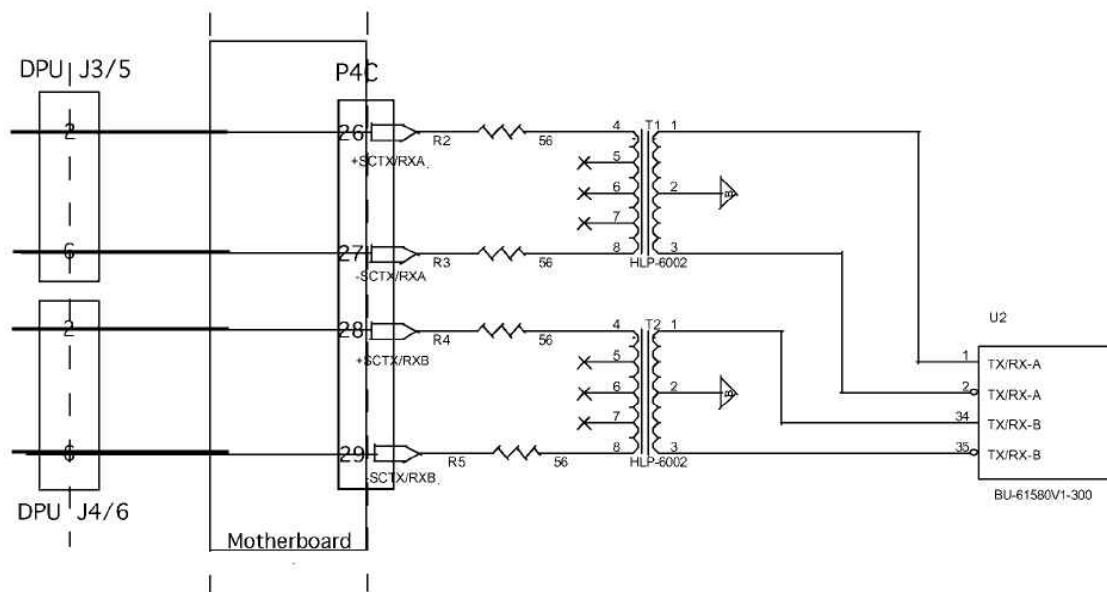 DPU J3/5
P4C
2
26
R2
56
4
T1
1
+SCTX/RXA
5
6
2
B
7
6
27
R3
56
8
3
-SCTX/RXA
HLP-6002
2
28
R4
56
4
T2
1
+SCTX/RXB
5
6
2
B
7
6
29
R5
56
8
3
-SCTX/RXB
HLP-6002
U2
1
TX/RX-A
2
TX/RX-A
34
TX/RX-B
35
TX/RX-B
BU-61580V1-300
DPU J4/6
Motherboard